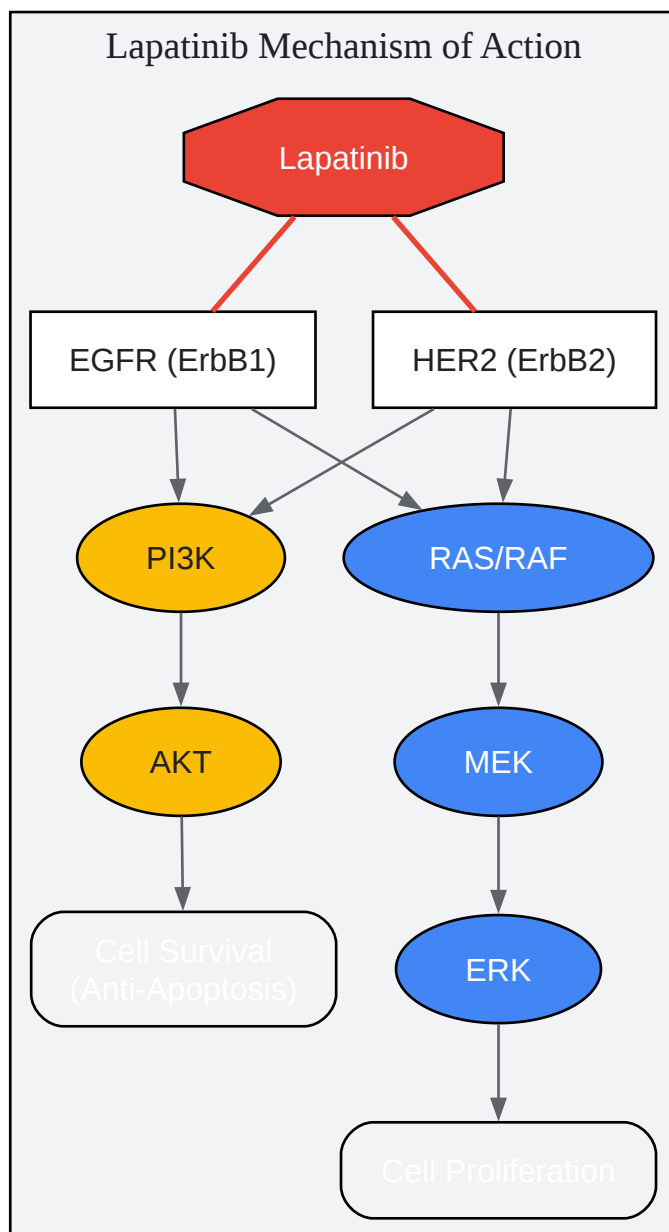 Lapatinib Mechanism of Action
Lapatinib
EGFR (ErbB1)
HER2 (ErbB2)
PI3K
RAS/RAF
AKT
MEK
Cell Survival
(Anti-Apoptosis)
ERK
Cell Proliferation